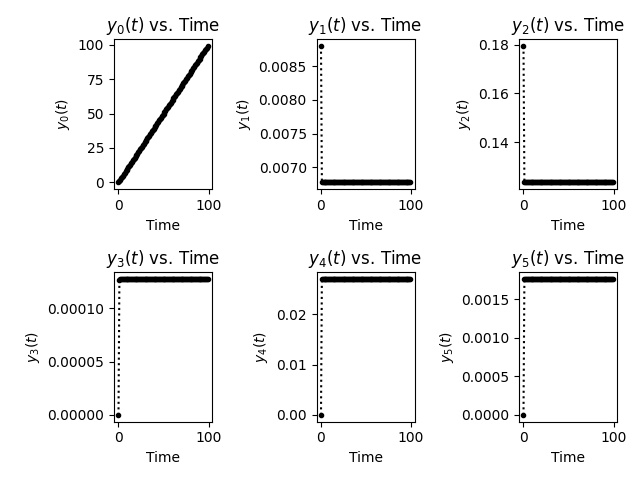 y₀(t) vs. Time
y₁(t) vs. Time
y₂(t) vs. Time
100
75
50
25
0
y₀(t)
0.0085
0.0080
0.0075
0.0070
y₁(t)
0.18
0.16
0.14
y₂(t)
0 100
0 100
0 100
Time
Time
Time
y₃(t) vs. Time
y₄(t) vs. Time
y₅(t) vs. Time
0.00010
0.00005
0.00000
y₃(t)
0.02
0.01
0.00
y₄(t)
0.0015
0.0010
0.0005
0.0000
y₅(t)
0 100
0 100
0 100
Time
Time
Time